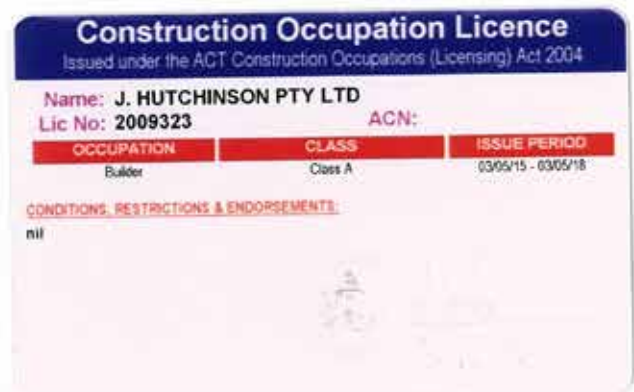 Construction Occupation Licence
Issued under the ACT Construction Occupations (Licensing) Act 2004
Name: J. HUTCHINSON PTY LTD
Lic No: 2009323 ACN:
OCCUPATION CLASS ISSUE PERIOD
Builder Class A 03/05/15 - 03/05/18
CONDITIONS, RESTRICTIONS & ENDORSEMENTS:
nil